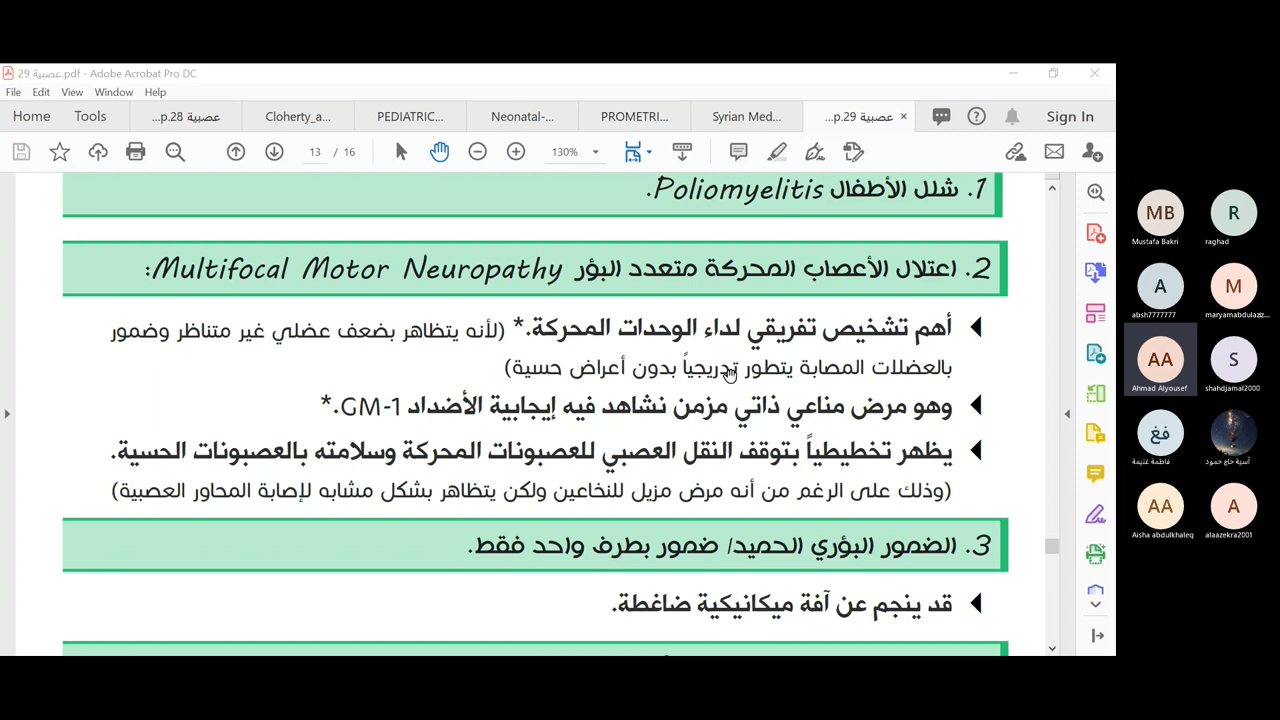 عصبية 29.pdf - Adobe Acrobat Pro DC
File Edit View Window Help
Home Tools عصبية 28.p... Cloherty_a... PEDIATRIC... Neonatal-... PROMETRI... Syrian Med... عصبية 29.p... × Sign In
13 / 16 130%
1. شلل الأطفال Poliomyelitis.
2. اعتلال الأعصاب المحركة متعدد البؤر Multifocal Motor Neuropathy:
أهم تشخيص تفريقي لداء الوحدات المحركة.* (لأنه يتظاهر بضعف عضلي غير متناظر وضمور
بالعضلات المصابة يتطور تدريجياً بدون أعراض حسية)
وهو مرض مناعي ذاتي مزمن نشاهد فيه إيجابية الأضداد GM-1.*
يظهر تخطيطياً بتوقف النقل العصبي للعصبونات المحركة وسلامته بالعصبونات الحسية.
(وذلك على الرغم من أنه مرض مزيل للنخاعين ولكن يتظاهر بشكل مشابه لإصابة المحاور العصبية)
3. الضمور البؤري الحميد/ ضمور بطرف واحد فقط.
قد ينجم عن آفة ميكانيكية ضاغطة.
MB R
Mustafa Bakri raghad
A M
absh7777777 maryamabdulaziz...
AA S
Ahmad Alyousef shahdjamal2000
فغ
فاطمة غنيمة آسية حاج حمود
AA A
Aisha abdulkhaleq alaazekra2001